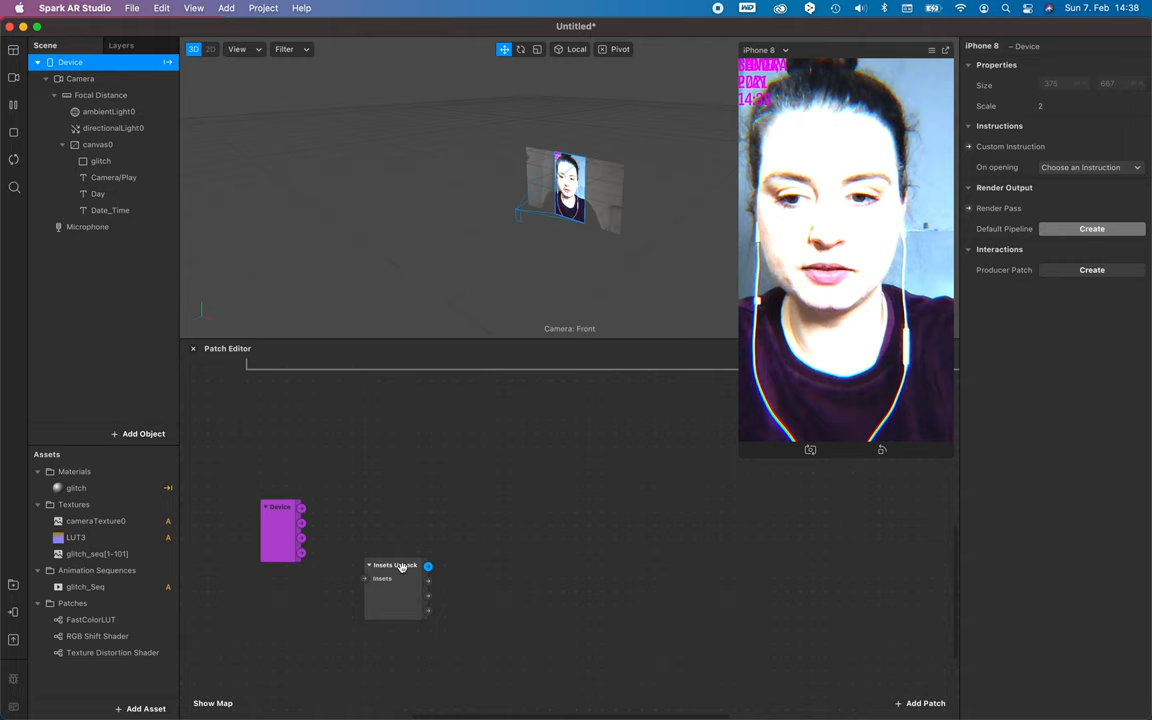 Spark AR Studio File Edit View Add Project Help
Sun 7. Feb 14:38
Untitled*
Scene Layers
Device
Camera
Focal Distance
ambientLight0
directionalLight0
canvas0
glitch
Camera/Play
Day
Date_Time
Microphone
+ Add Object
Assets
Materials
glitch
Textures
cameraTexture0 A
LUT3 A
glitch_seq[1-101]
Animation Sequences
glitch_Seq A
Patches
FastColorLUT
RGB Shift Shader
Texture Distortion Shader
+ Add Asset
3D 2D View Filter Local Pivot
Camera: Front
iPhone 8
2021
Patch Editor
Device
Insets
Show Map
+ Add Patch
iPhone 8 – Device
Properties
Size 375 667
Scale 2
Instructions
Custom Instruction
On opening Choose an Instruction
Render Output
Render Pass
Default Pipeline Create
Interactions
Producer Patch Create